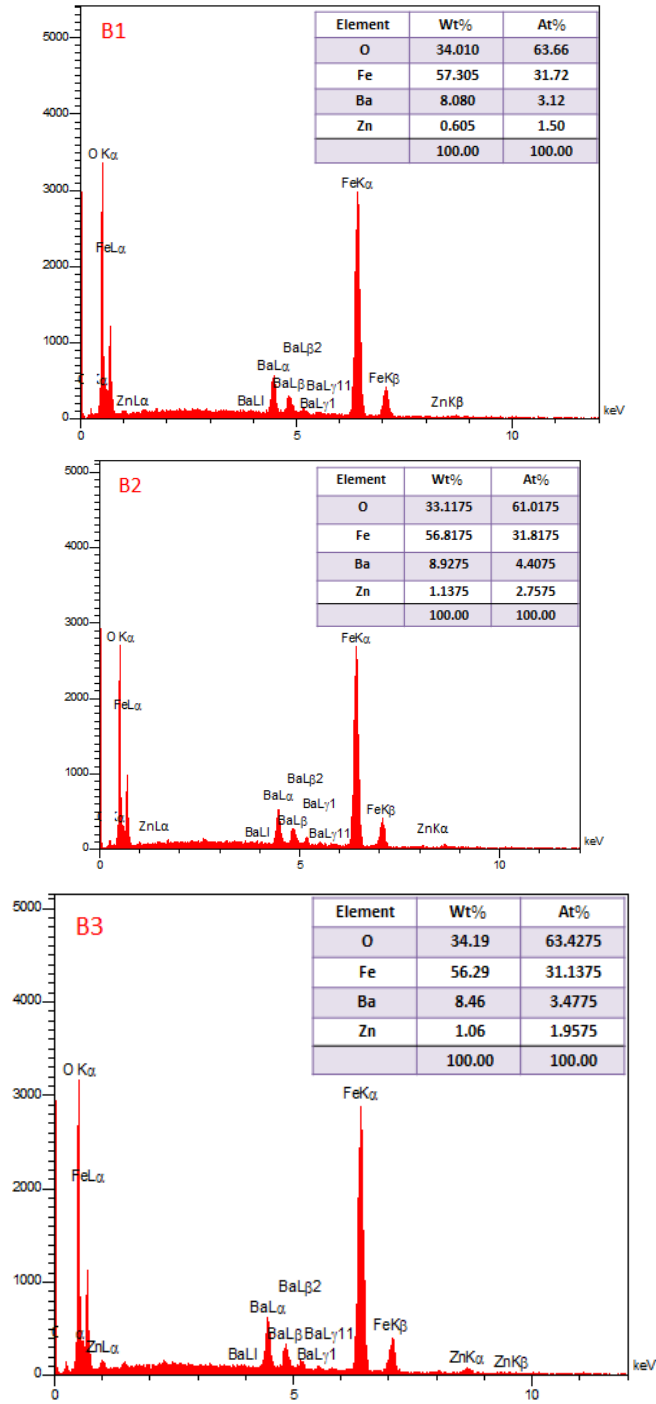 B1
Element Wt% At%
O 34.010 63.66
Fe 57.305 31.72
Ba 8.080 3.12
Zn 0.605 1.50
100.00 100.00
5000
4000
3000
2000
1000
0
O Kα
FeLα
ZnLα
BaLl
BaLα
BaLβ2
BaLβ
BaLγ11
BaLγ1
FeKα
FeKβ
ZnKβ
0 5 10 keV
B2
Element Wt% At%
O 33.1175 61.0175
Fe 56.8175 31.8175
Ba 8.9275 4.4075
Zn 1.1375 2.7575
100.00 100.00
5000
4000
3000
2000
1000
0
O Kα
FeLα
ZnLα
BaLl
BaLα
BaLβ2
BaLγ1
BaLβ
BaLγ11
FeKα
FeKβ
ZnKα
0 5 10 keV
B3
Element Wt% At%
O 34.19 63.4275
Fe 56.29 31.1375
Ba 8.46 3.4775
Zn 1.06 1.9575
100.00 100.00
5000
4000
3000
2000
1000
0
O Kα
FeLα
ZnLα
BaLl
BaLα
BaLβ2
BaLβ
BaLγ11
BaLγ1
FeKα
FeKβ
ZnKα
ZnKβ
0 5 10 keV